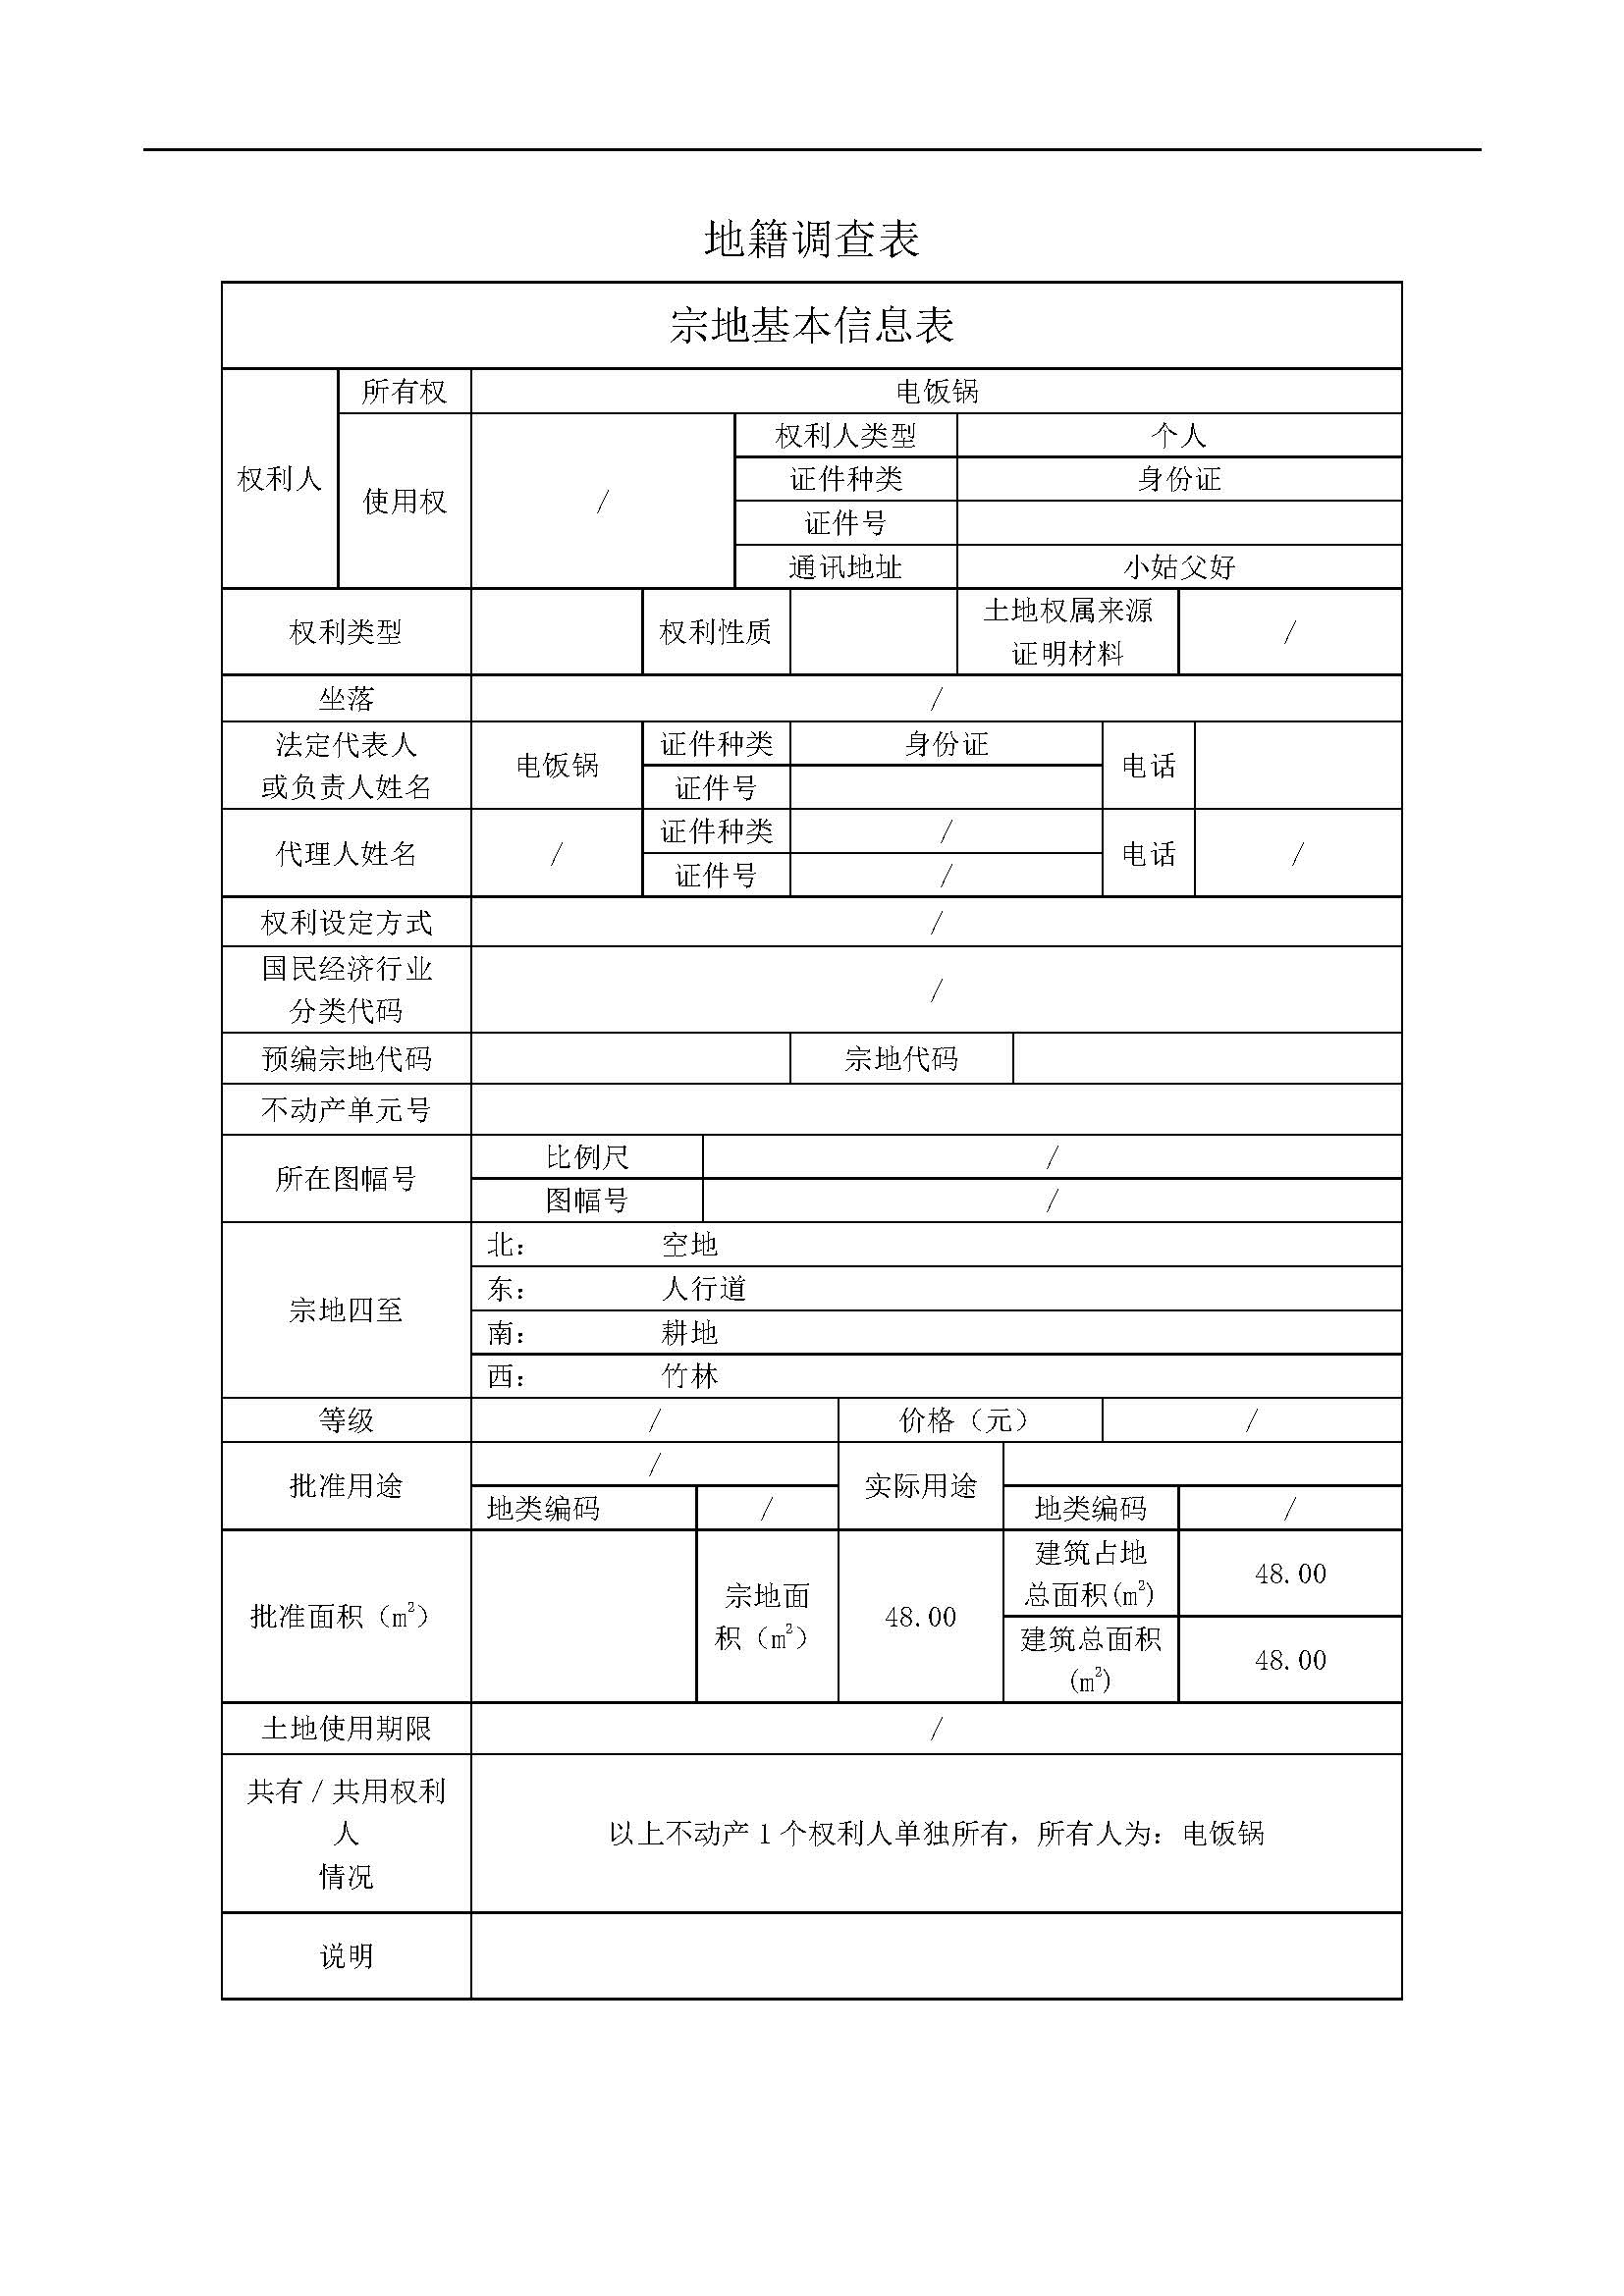 地籍调查表
宗地基本信息表
权利人
所有权
电饭锅
使用权
/
权利人类型
个人
证件种类
身份证
证件号
通讯地址
小姑父好
权利类型
权利性质
土地权属来源
证明材料
/
坐落
/
法定代表人
或负责人姓名
电饭锅
证件种类
身份证
证件号
电话
代理人姓名
/
证件种类
/
证件号
/
电话
/
权利设定方式
/
国民经济行业
分类代码
/
预编宗地代码
宗地代码
不动产单元号
所在图幅号
比例尺
/
图幅号
/
宗地四至
北： 空地
东： 人行道
南： 耕地
西： 竹林
等级
/
价格（元）
/
批准用途
/
地类编码
/
实际用途
地类编码
/
批准面积（m²）
宗地面
积（m²）
48.00
建筑占地
总面积(m²)
48.00
建筑总面积
(m²)
48.00
土地使用期限
/
共有/共用权利
人
情况
以上不动产1个权利人单独所有，所有人为：电饭锅
说明